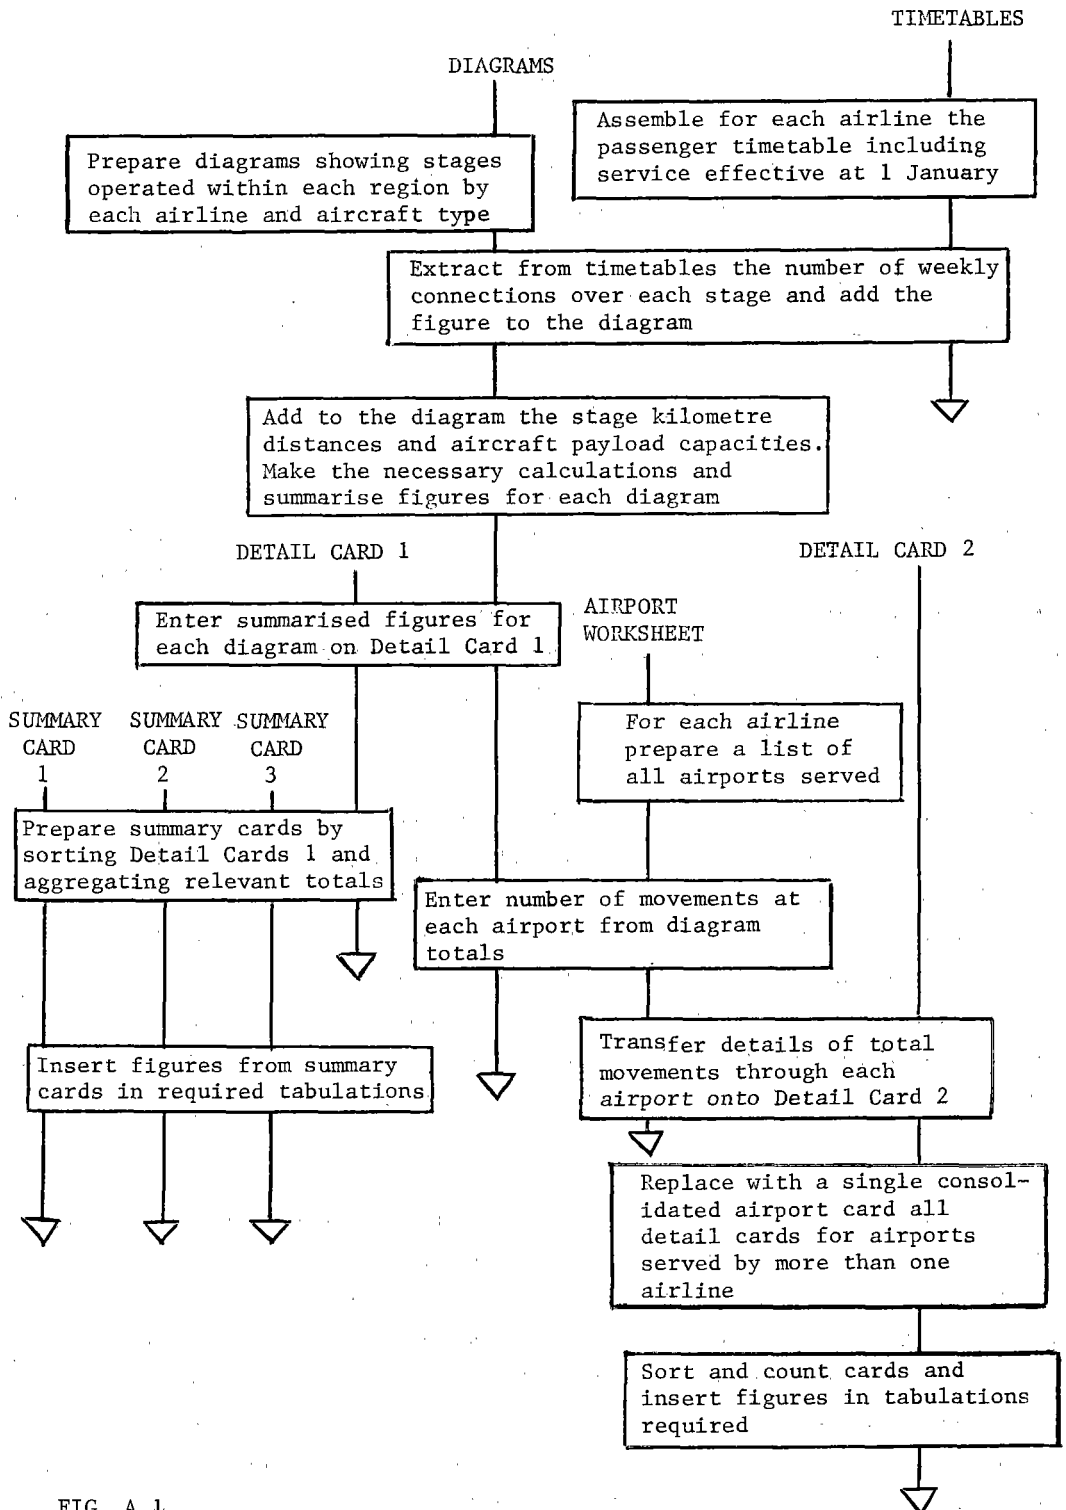 TIMETABLES
DIAGRAMS
Assemble for each airline the
passenger timetable including
service effective at 1 January
Prepare diagrams showing stages
operated within each region by
each airline and aircraft type
Extract from timetables the number of weekly
connections over each stage and add the
figure to the diagram
Add to the diagram the stage kilometre
distances and aircraft payload capacities.
Make the necessary calculations and
summarise figures for each diagram
DETAIL CARD 1
DETAIL CARD 2
Enter summarised figures for
each diagram on Detail Card 1
AIRPORT
WORKSHEET
SUMMARY
CARD
1
SUMMARY
CARD
2
SUMMARY
CARD
3
For each airline
prepare a list of
all airports served
Prepare summary cards by
sorting Detail Cards 1 and
aggregating relevant totals
Enter number of movements at
each airport from diagram
totals
Insert figures from summary
cards in required tabulations
Transfer details of total
movements through each
airport onto Detail Card 2
Replace with a single consol-
idated airport card all
detail cards for airports
served by more than one
airline
Sort and count cards and
insert figures in tabulations
required
FIG. A.1